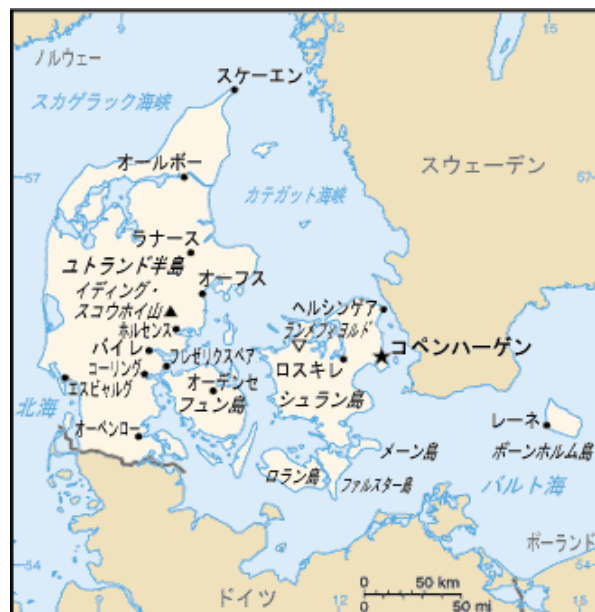 9
12
15
ノルウェー
スケーエン
スカゲラック海峡
オールボー
スウェーデン
57
57
カテガット海峡
ラナース
ユトランド半島
オーフス
イディング・
スコウホイ山
ヘルシンゲア
ホルセンス
ランメフィヨルド
バイレ
フレゼリクスベア
コペンハーゲン
コーリング
オーデンセ
ロスキレ
エスビャルグ
フュン島
シェラン島
北海
オーベンロー
レーネ
メーン島
ボーンホルム島
ロラン島
ファルスター島
バルト海
ポーランド
54
54
ドイツ
0 50 km
0 50 mi
9
12
15